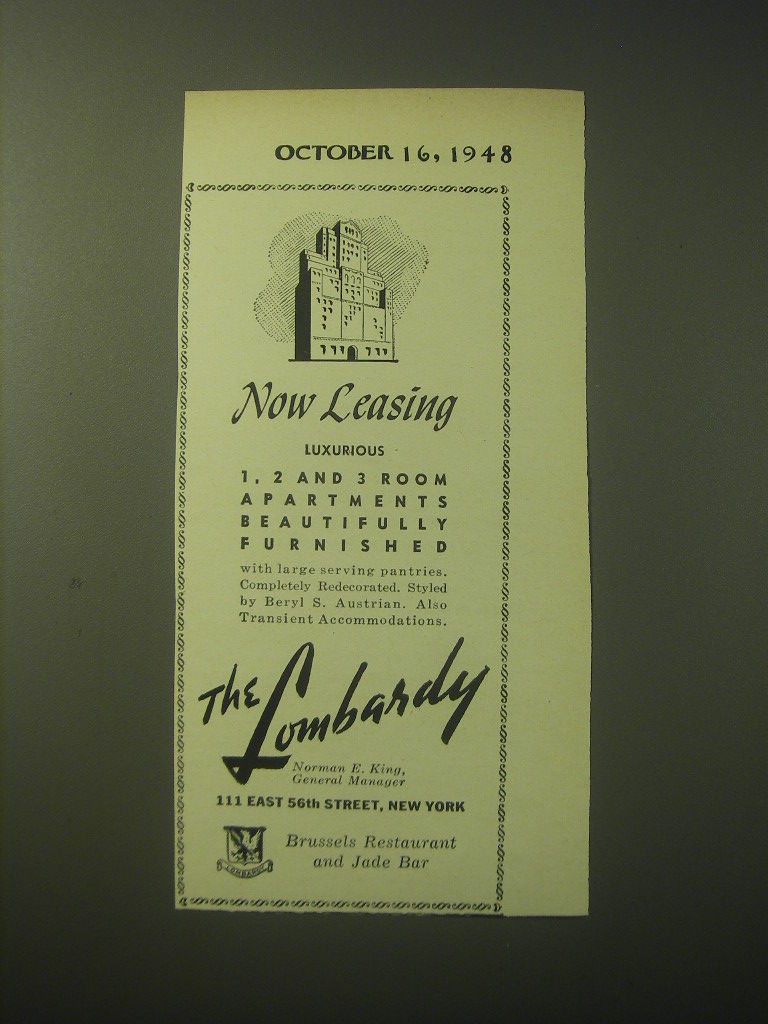 OCTOBER 16, 1948
Now Leasing
LUXURIOUS
1, 2 AND 3 ROOM
APARTMENTS
BEAUTIFULLY
FURNISHED
with large serving pantries.
Completely Redecorated. Styled
by Beryl S. Austrian. Also
Transient Accommodations.
The Lombardy
Norman E. King,
General Manager
111 EAST 56th STREET, NEW YORK
LOMBARDY
Brussels Restaurant
and Jade Bar